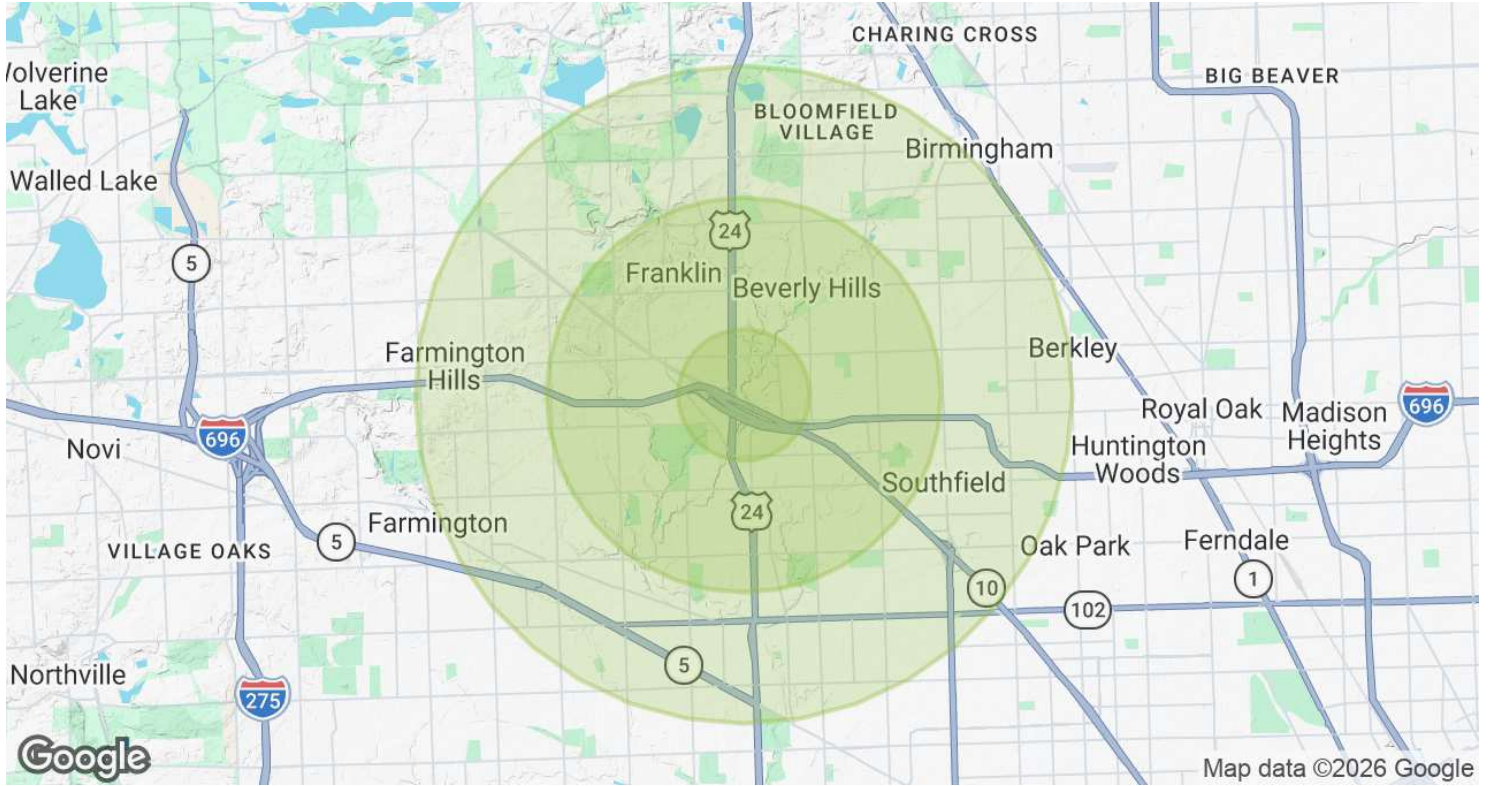 CHARING CROSS
Wolverine
Lake
BIG BEAVER
BLOOMFIELD
VILLAGE
Birmingham
Walled Lake
24
5
Franklin
Beverly Hills
Farmington
Hills
Berkley
696
Royal Oak
Madison
Heights
696
Novi
Huntington
Woods
Southfield
24
Farmington
VILLAGE OAKS
5
Oak Park
Ferndale
10
1
102
5
Northville
275
Google
Map data ©2026 Google